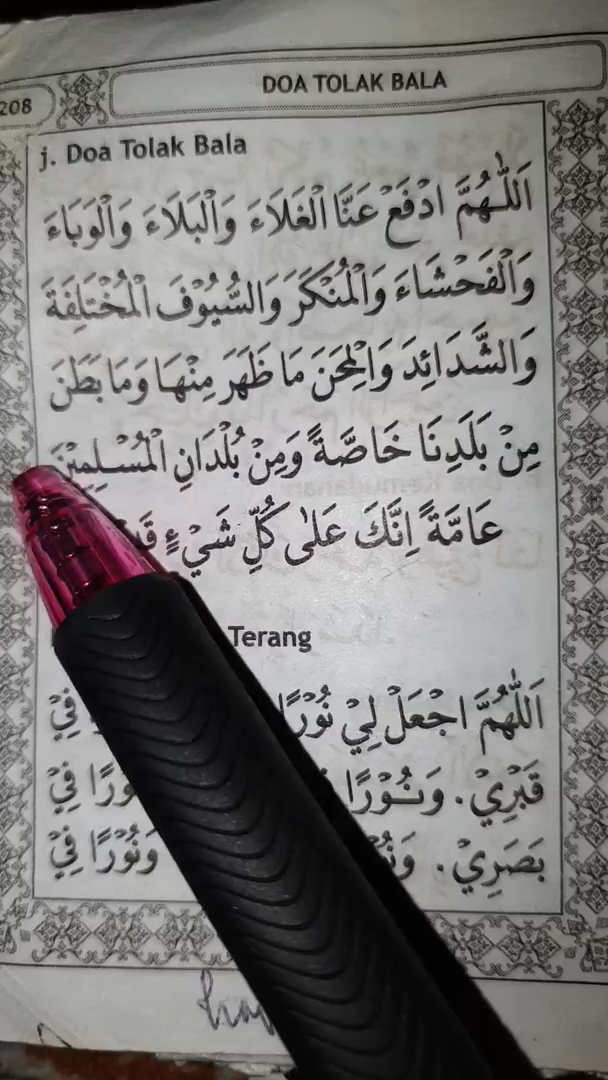 208
DOA TOLAK BALA
j. Doa Tolak Bala
اَللّٰهُمَّ ادْفَعْ عَنَّا الْغَلَاءَ وَالْبَلَاءَ وَالْوَبَاءَ
وَالْفَحْشَاءَ وَالْمُنْكَرَ وَالسُّيُوْفَ الْمُخْتَلِفَةَ
وَالشَّدَائِدَ وَالْمِحَنَ مَا ظَهَرَ مِنْهَا وَمَا بَطَنَ
مِنْ بَلَدِنَا خَاصَّةً وَمِنْ بُلْدَانِ الْمُسْلِمِيْنَ
عَامَّةً اِنَّكَ عَلٰى كُلِّ شَيْءٍ
Terang
اَللّٰهُمَّ اجْعَلْ لِيْ نُوْرًا فِيْ
قَبْرِيْ. وَنُوْرًا فِيْ
بَصَرِيْ. وَنُوْرًا فِيْ